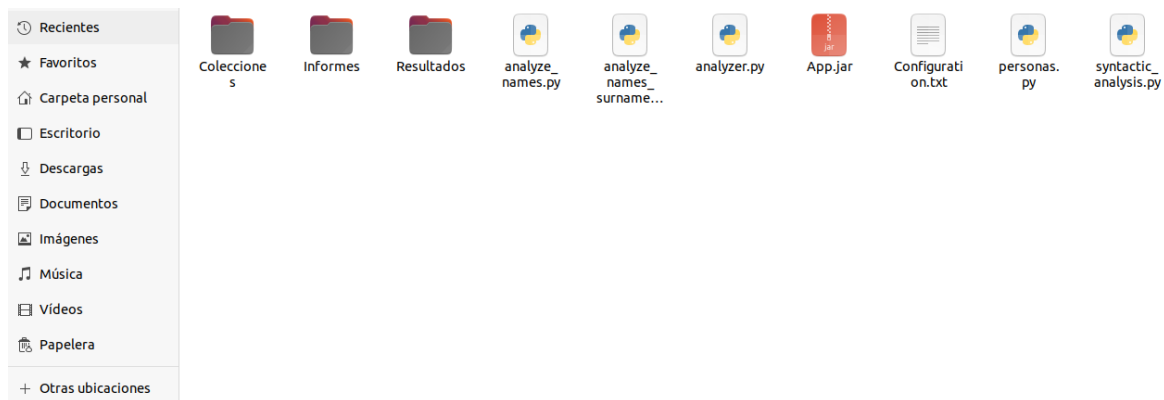 Recientes
Favoritos
Carpeta personal
Escritorio
Descargas
Documentos
Imágenes
Música
Vídeos
Papelera
Otras ubicaciones
Coleccione
s
Informes
Resultados
analyze_
names.py
analyze_
names_
surname…
analyzer.py
jar
App.jar
Configurati
on.txt
personas.
py
syntactic_
analysis.py